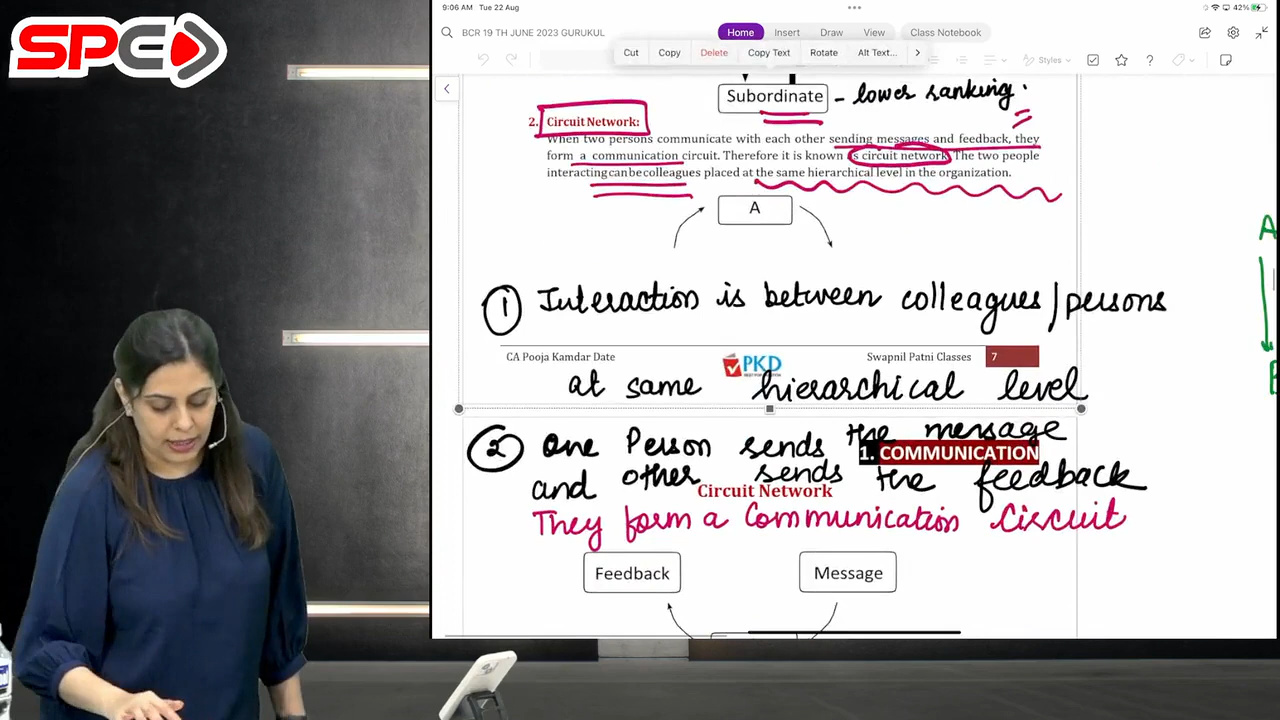 SPC
9:06 AM Tue 22 Aug
42%
BCR 19 TH JUNE 2023 GURUKUL
Home Insert Draw View Class Notebook
Cut Copy Delete Copy Text Rotate Alt Text...
Styles
Subordinate - lower ranking.
2. Circuit Network:
When two persons communicate with each other sending messages and feedback, they
form a communication circuit. Therefore it is known as circuit network. The two people
interacting can be colleagues placed at the same hierarchical level in the organization.
A
A
1 Interaction is between colleagues/persons
CA Pooja Kamdar Date PKD Swapnil Patni Classes 7
at same hierarchical level
2 One Person sends the message
1. COMMUNICATION
and other sends the feedback
Circuit Network
They form a Communication Circuit
Feedback Message